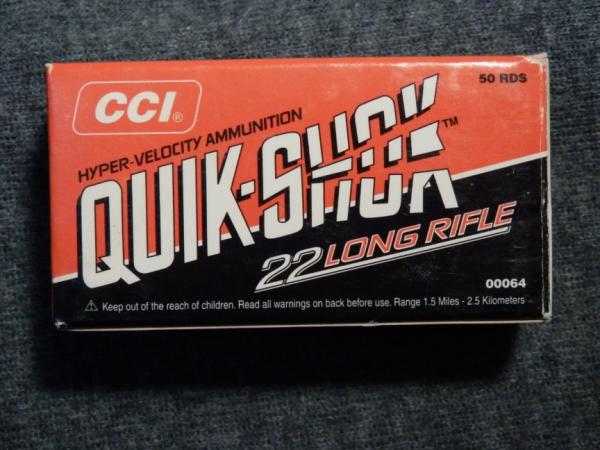 50 RDS
CCI®
HYPER-VELOCITY AMMUNITION
QUIK-SHOK™
22 LONG RIFLE
00064
⚠ Keep out of the reach of children. Read all warnings on back before use. Range 1.5 Miles - 2.5 Kilometers